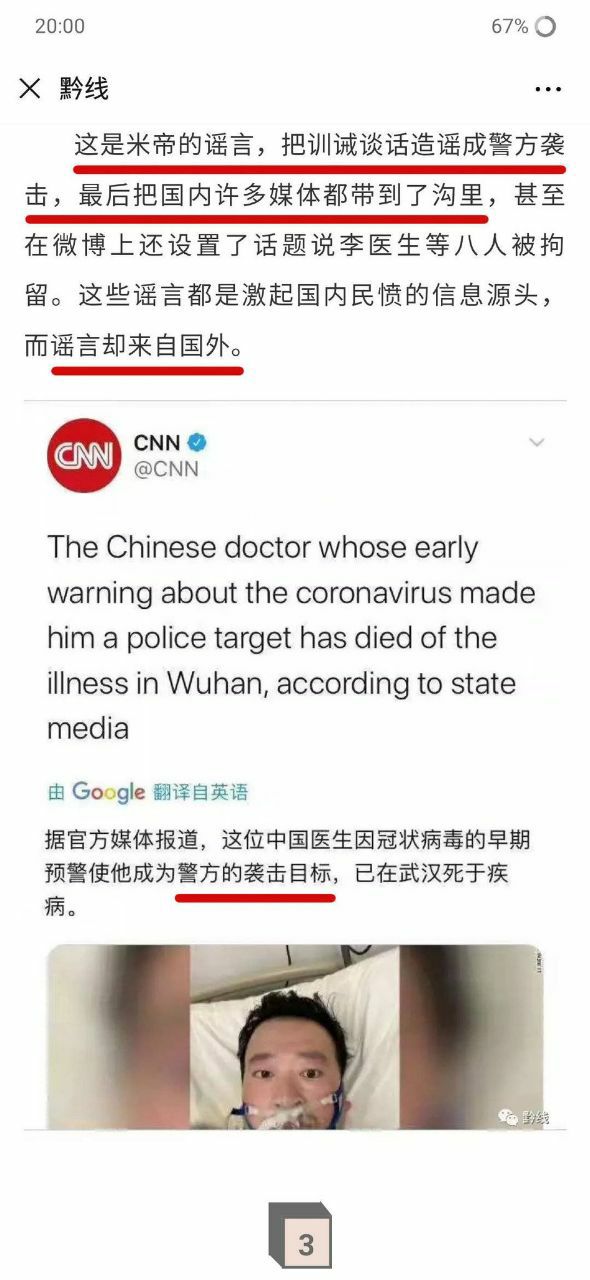 20:00
67%
黔线
这是米帝的谣言，把训诫谈话造谣成警方袭
击，最后把国内许多媒体都带到了沟里，甚至
在微博上还设置了话题说李医生等八人被拘
留。这些谣言都是激起国内民愤的信息源头，
而谣言却来自国外。
CNN
CNN
@CNN
The Chinese doctor whose early
warning about the coronavirus made
him a police target has died of the
illness in Wuhan, according to state
media
由 Google 翻译自英语
据官方媒体报道，这位中国医生因冠状病毒的早期
预警使他成为警方的袭击目标，已在武汉死于疾
病。
黔线
3